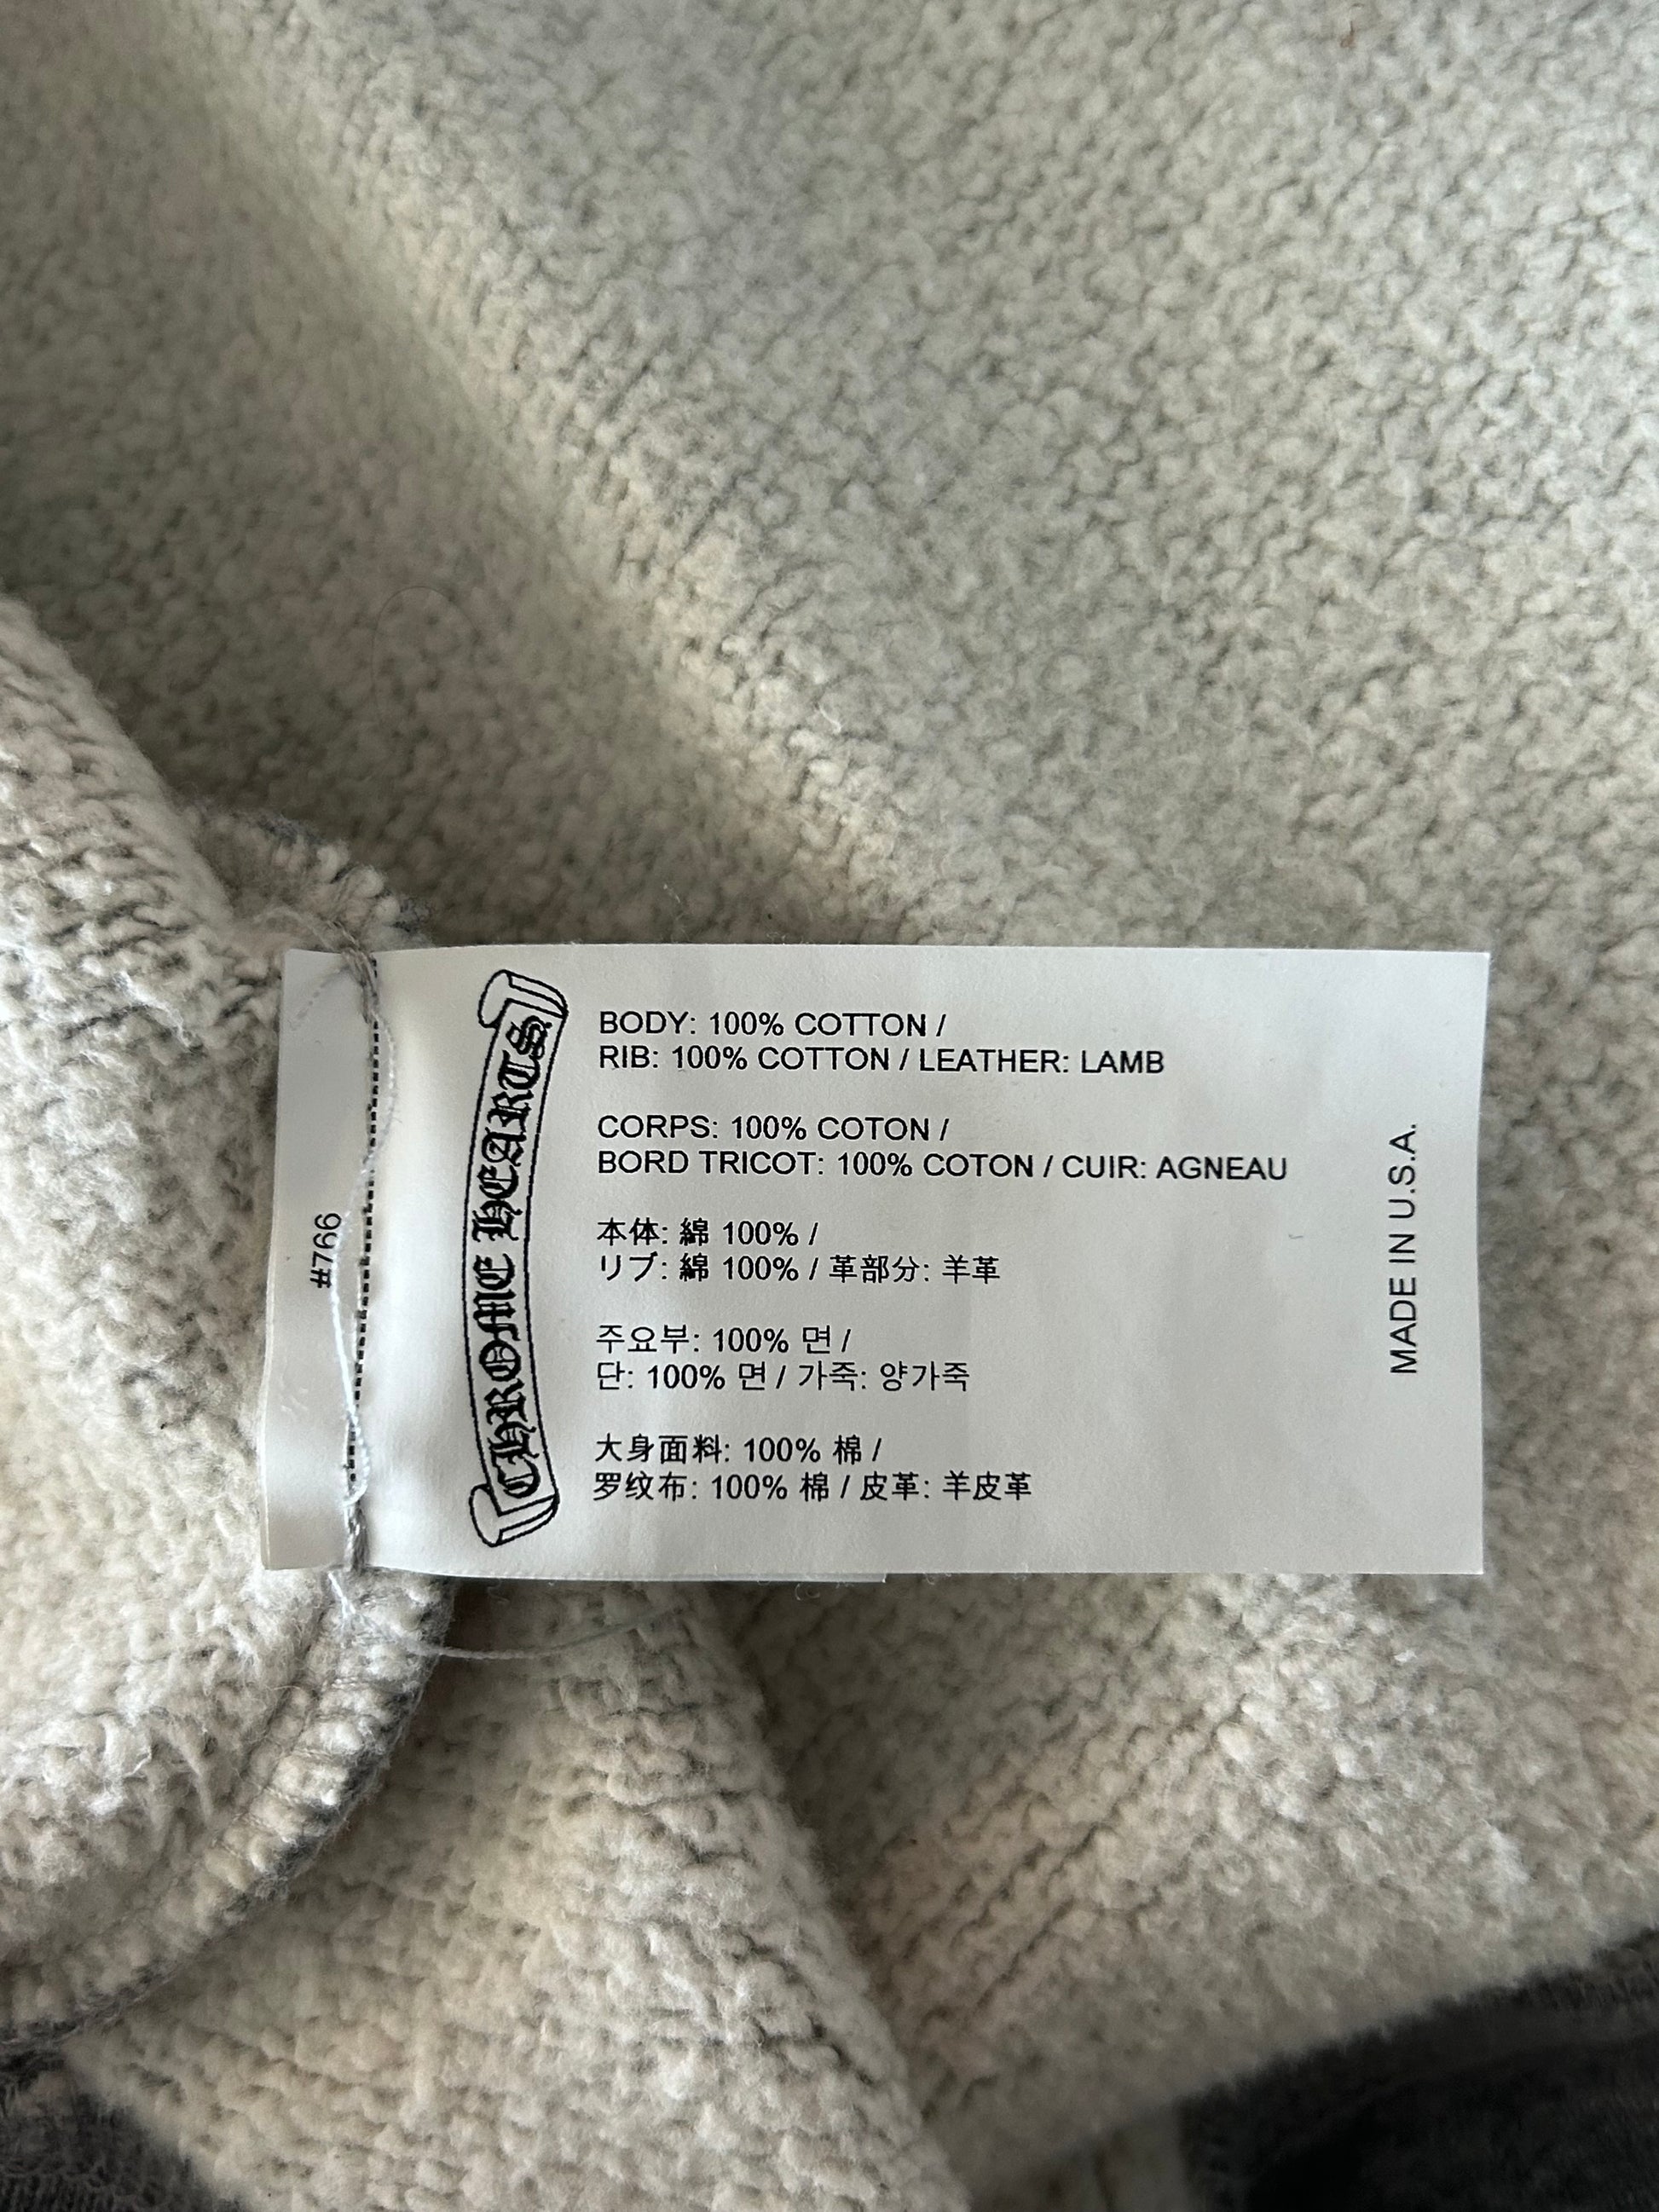 #766
CHROME HEARTS
BODY: 100% COTTON /
RIB: 100% COTTON / LEATHER: LAMB
CORPS: 100% COTON /
BORD TRICOT: 100% COTON / CUIR: AGNEAU
本体: 綿 100% /
リブ: 綿 100% / 革部分: 羊革
주요부: 100% 면 /
단: 100% 면 / 가죽: 양가죽
大身面料: 100% 棉 /
罗纹布: 100% 棉 / 皮革: 羊皮革
MADE IN U.S.A.